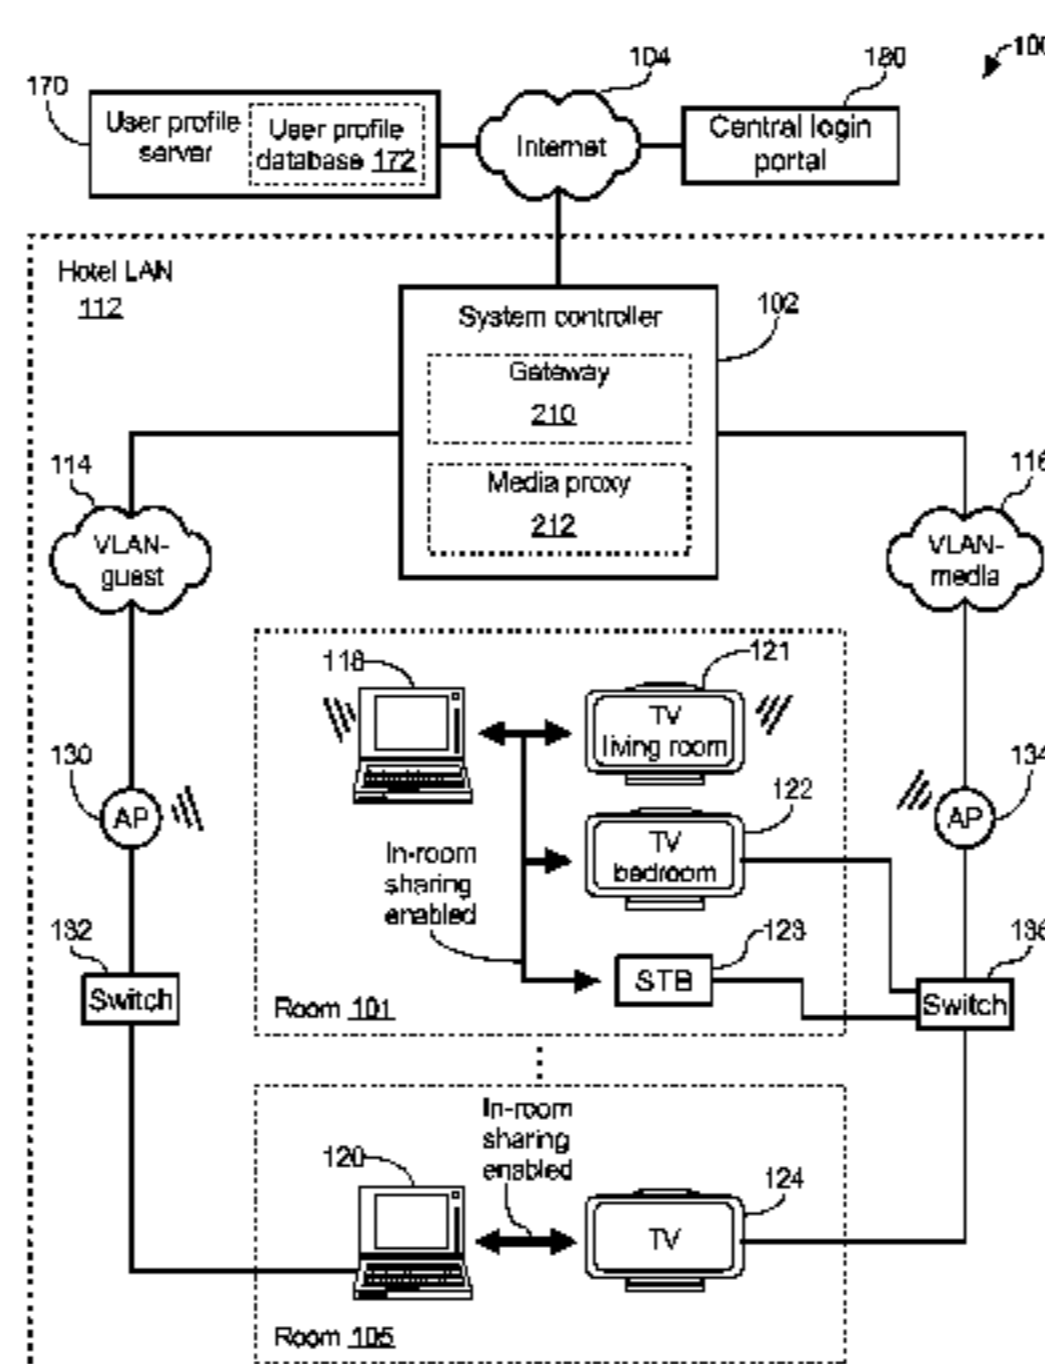 100
104
180
170
User profile
server
User profile
database 172
Internet
Central login
portal
Hotel LAN
112
System controller
102
Gateway
210
Media proxy
212
114
VLAN-
guest
116
VLAN-
media
118
121
TV
living room
130
AP
134
AP
122
TV
bedroom
In-room
sharing
enabled
132
Switch
123
STB
136
Switch
Room 101
In-room
sharing
enabled
120
124
TV
Room 105